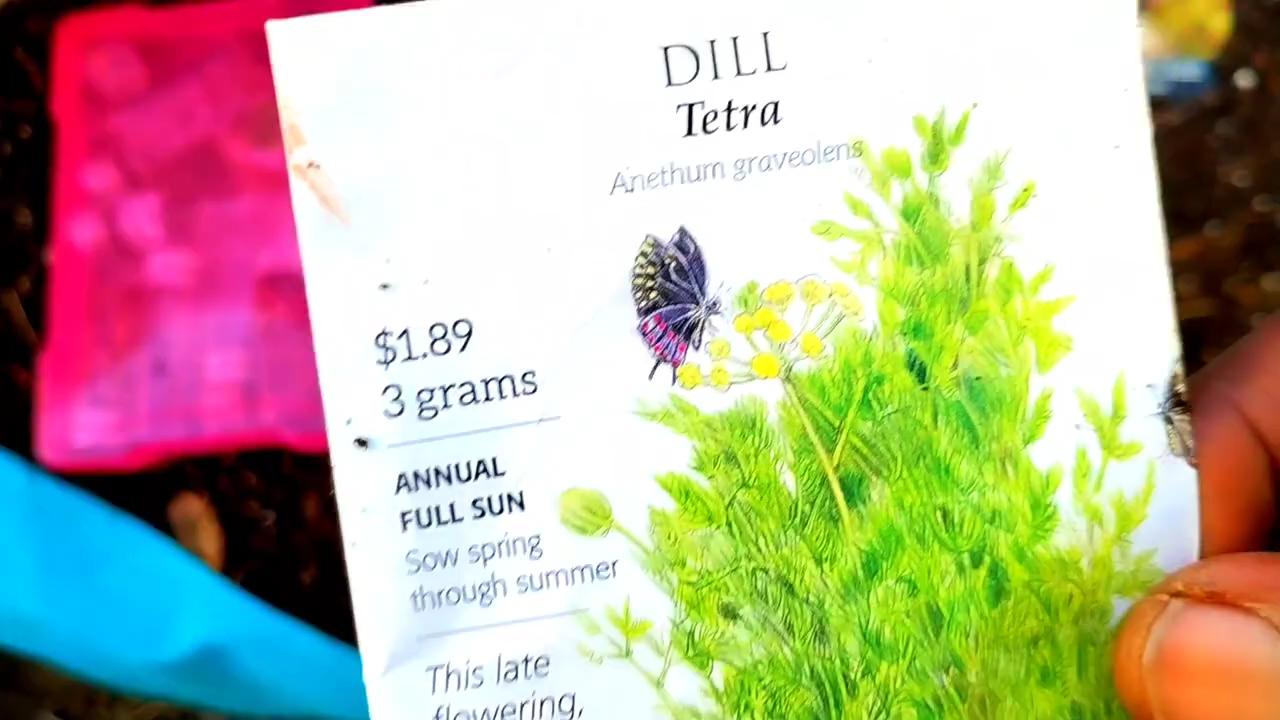 DILL
Tetra
Anethum graveolens
$1.89
3 grams
ANNUAL
FULL SUN
Sow spring
through summer
This late
flowering,